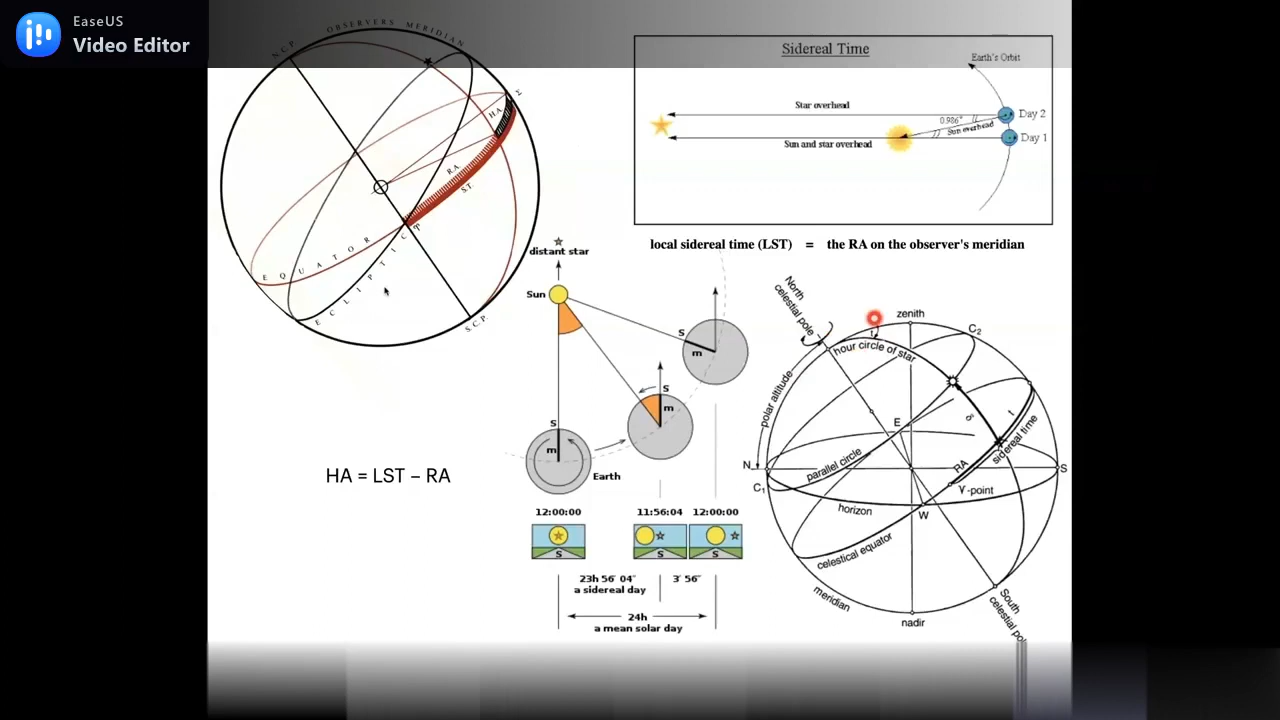 EaseUS
Video Editor
N.C.P.
OBSERVERS MERIDIAN
Σ
HA
RA
S.T.
EQUATOR
ECLIPTIC
S.C.P.
Sidereal Time
Earth's Orbit
Star overhead
Day 2
0.986°
Sun overhead
Sun and star overhead
Day 1
local sidereal time (LST) = the RA on the observer's meridian
distant star
Sun
S
m
S
m
S
m
Earth
12:00:00
11:56:04
12:00:00
S
S
S
23h 56′ 04″
a sidereal day
3′ 56″
24h
a mean solar day
HA = LST – RA
North
celestial pole
zenith
C2
t
hour circle of star
polar altitude
E
δ
t
sidereal time
N
parallel circle
RA
S
C1
γ-point
horizon
W
celestical equator
meridian
nadir
South
celestial pole